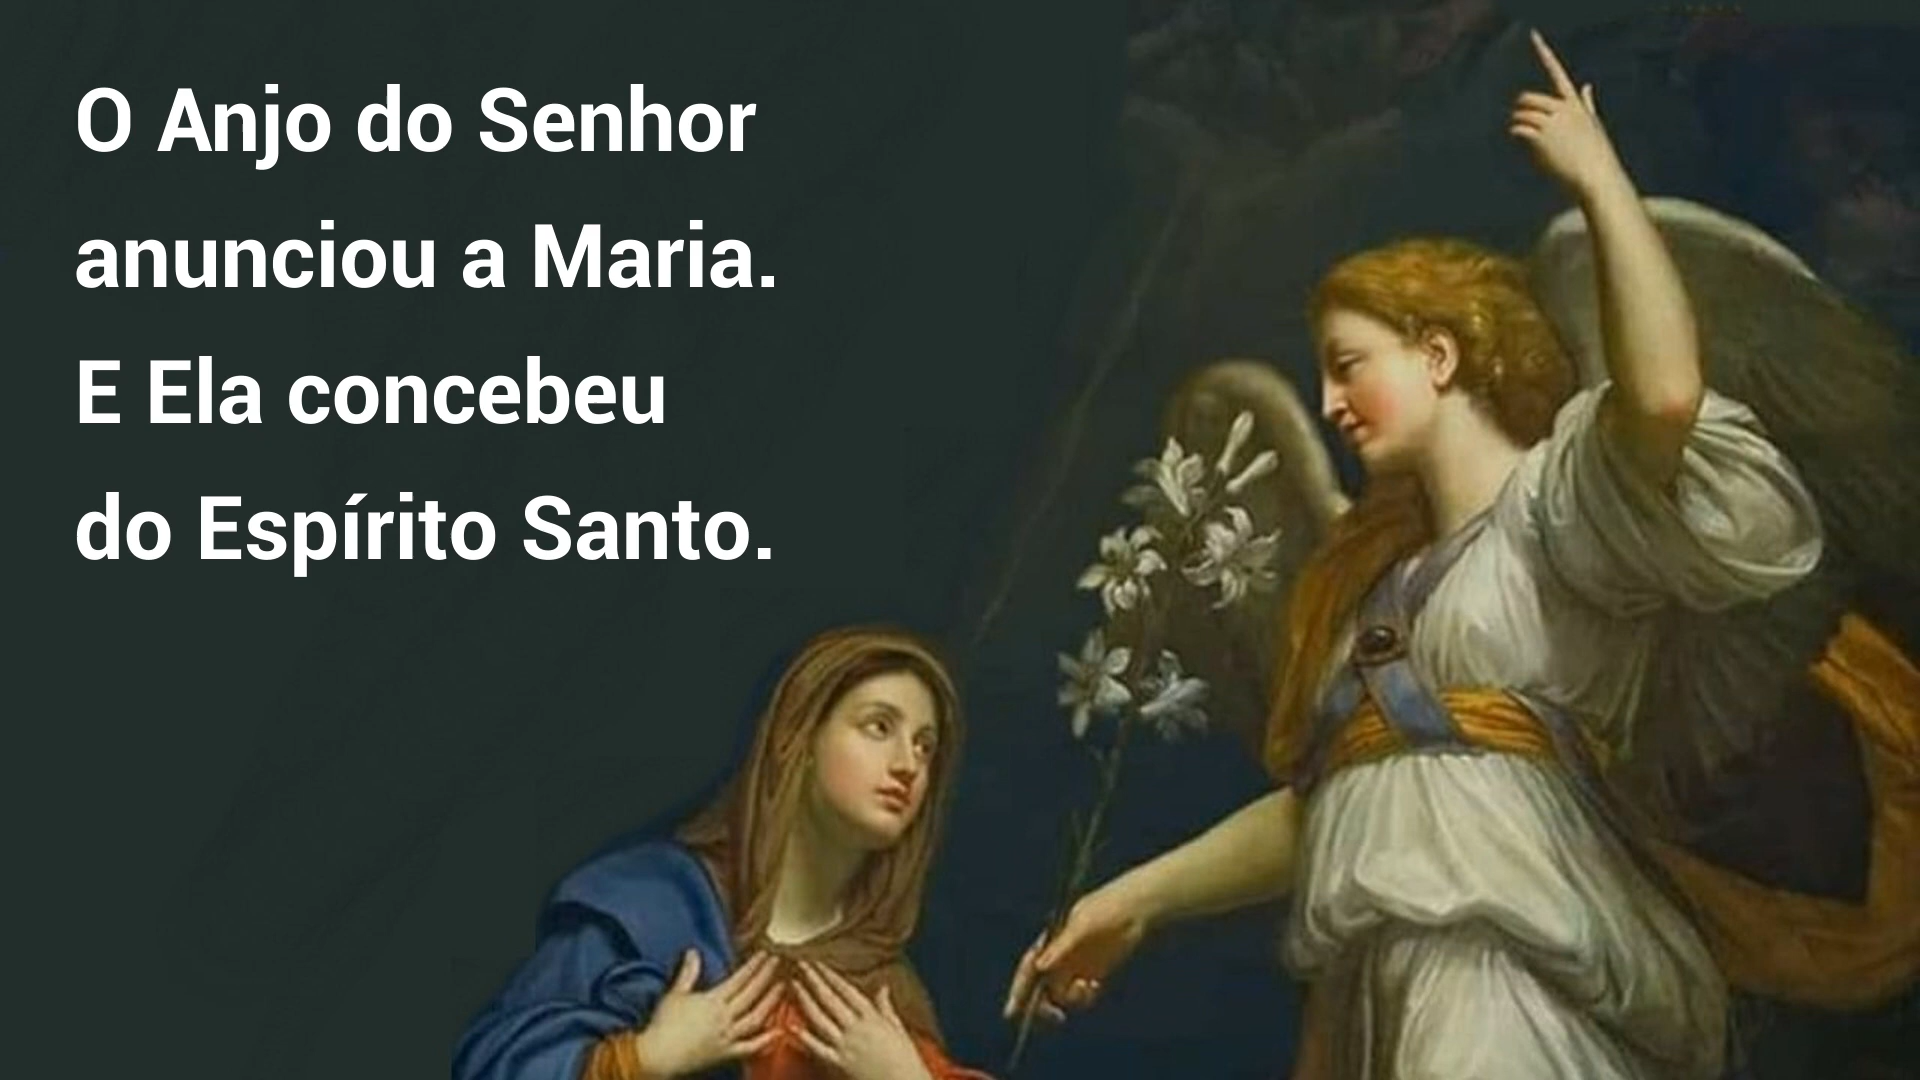 O Anjo do Senhor
anunciou a Maria.
E Ela concebeu
do Espírito Santo.